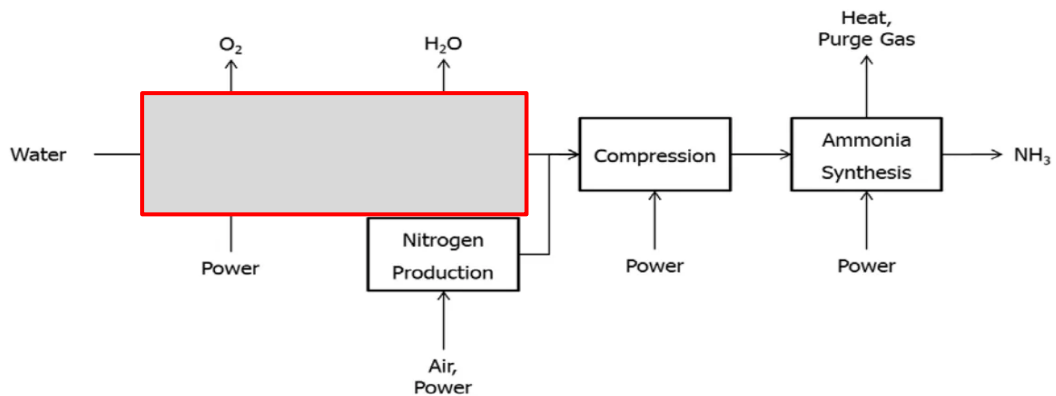 Heat,
Purge Gas
O₂
H₂O
Water
Compression
Ammonia
Synthesis
NH₃
Nitrogen
Production
Power
Power
Power
Air,
Power